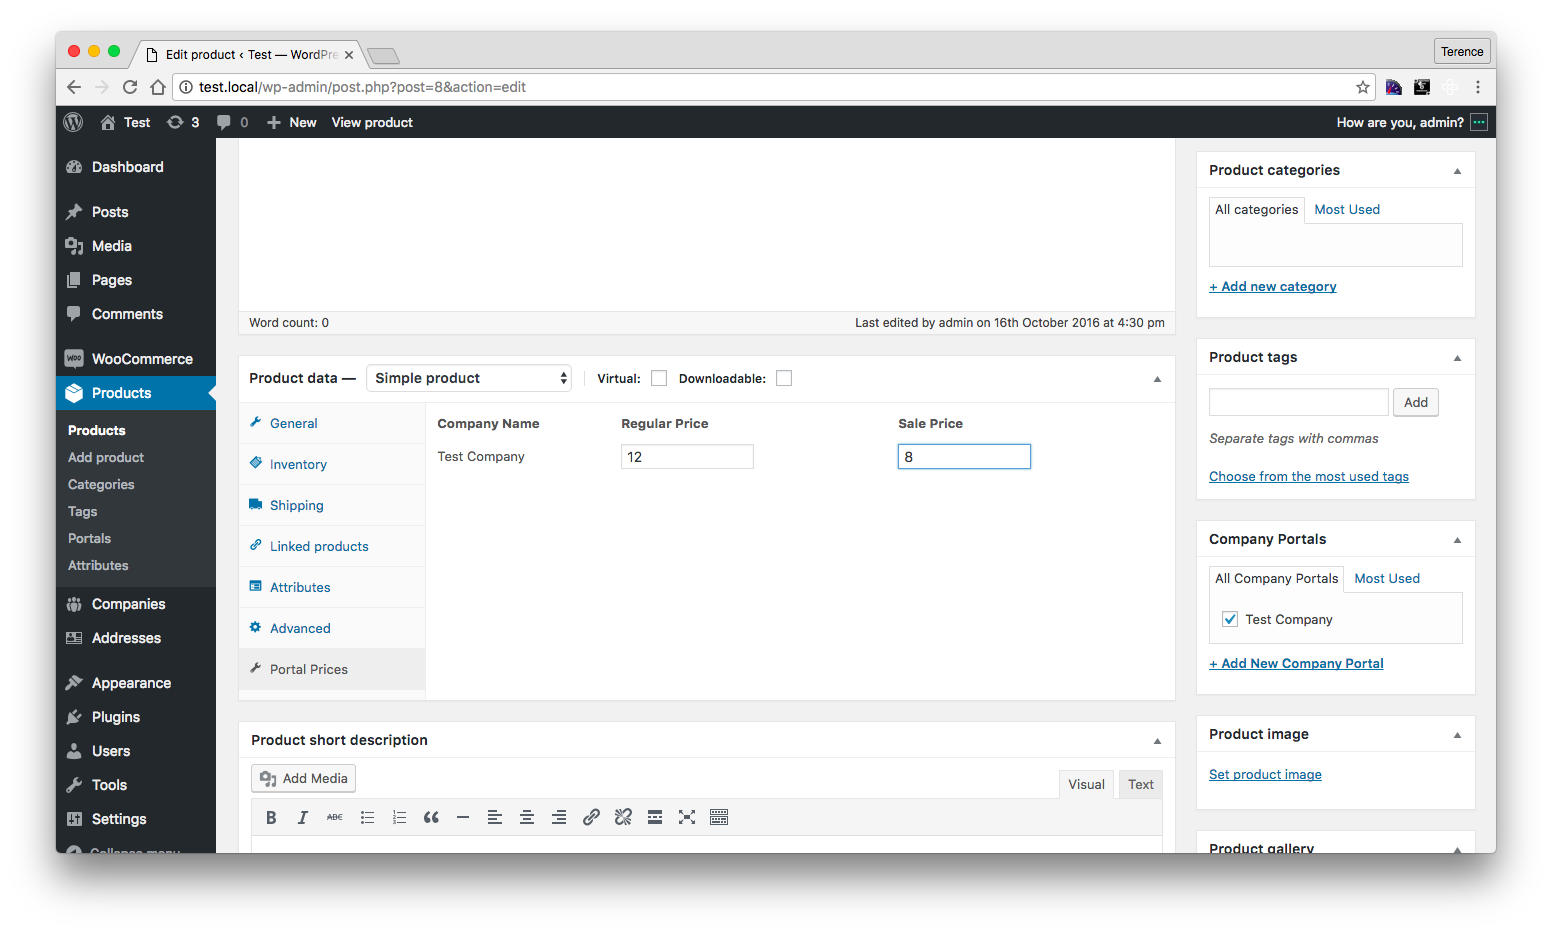 Edit product ‹ Test — WordPre
Terence
test.local/wp-admin/post.php?post=8&action=edit
Test 3 0 New View product
How are you, admin?
Dashboard
Posts
Media
Pages
Comments
WooCommerce
Products
Products
Add product
Categories
Tags
Portals
Attributes
Companies
Addresses
Appearance
Plugins
Users
Tools
Settings
Collapse menu
Word count: 0
Last edited by admin on 16th October 2016 at 4:30 pm
Product data — Simple product Virtual: Downloadable:
General
Inventory
Shipping
Linked products
Attributes
Advanced
Portal Prices
Company Name Regular Price Sale Price
Test Company 12 8
Product short description
Add Media
Visual Text
B I ABC
Product categories
All categories Most Used
+ Add new category
Product tags
Add
Separate tags with commas
Choose from the most used tags
Company Portals
All Company Portals Most Used
Test Company
+ Add New Company Portal
Product image
Set product image
Product gallery